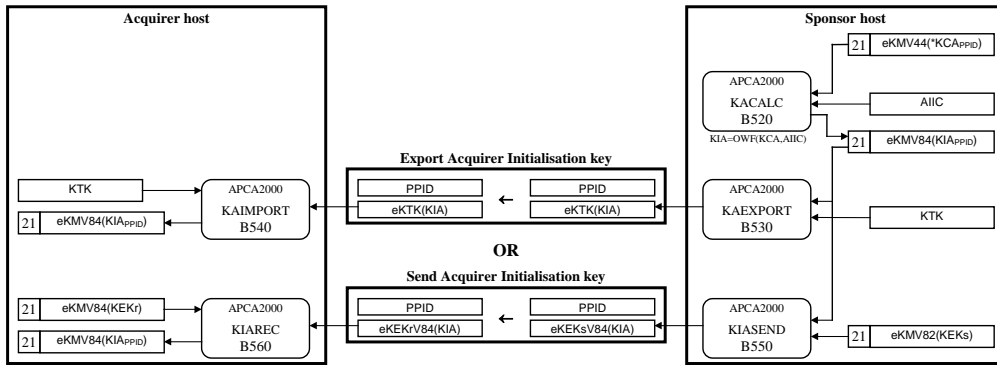 Acquirer host
Sponsor host
21 eKMV44(*KCAPPID)
APCA2000
KACALC
B520
AIIC
KIA=OWF(KCA,AIIC)
21 eKMV84(KIAPPID)
Export Acquirer Initialisation key
KTK
APCA2000
KAIMPORT
B540
21 eKMV84(KIAPPID)
PPID ← PPID
eKTK(KIA) eKTK(KIA)
APCA2000
KAEXPORT
B530
KTK
OR
Send Acquirer Initialisation key
21 eKMV84(KEKr)
APCA2000
KIAREC
B560
21 eKMV84(KIAPPID)
PPID ← PPID
eKEKrV84(KIA) eKEKsV84(KIA)
APCA2000
KIASEND
B550
21 eKMV82(KEKs)